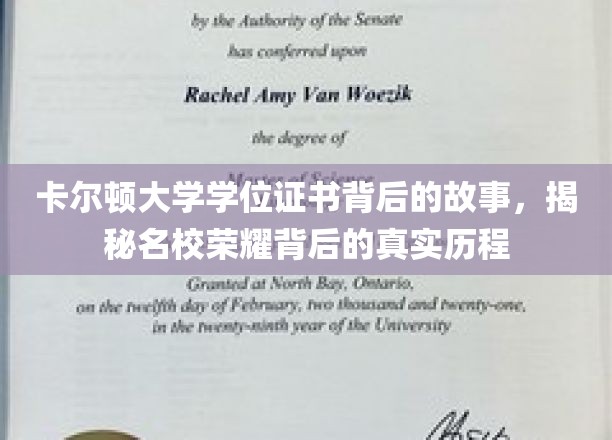 by the Authority of the Senate
has conferred upon
Rachel Amy Van Woezik
the degree of
Master of Science
卡尔顿大学学位证书背后的故事，揭
秘名校荣耀背后的真实历程
Granted at North Bay, Ontario,
on the twelfth day of February, two thousand and twenty-one,
in the twenty-ninth year of the University